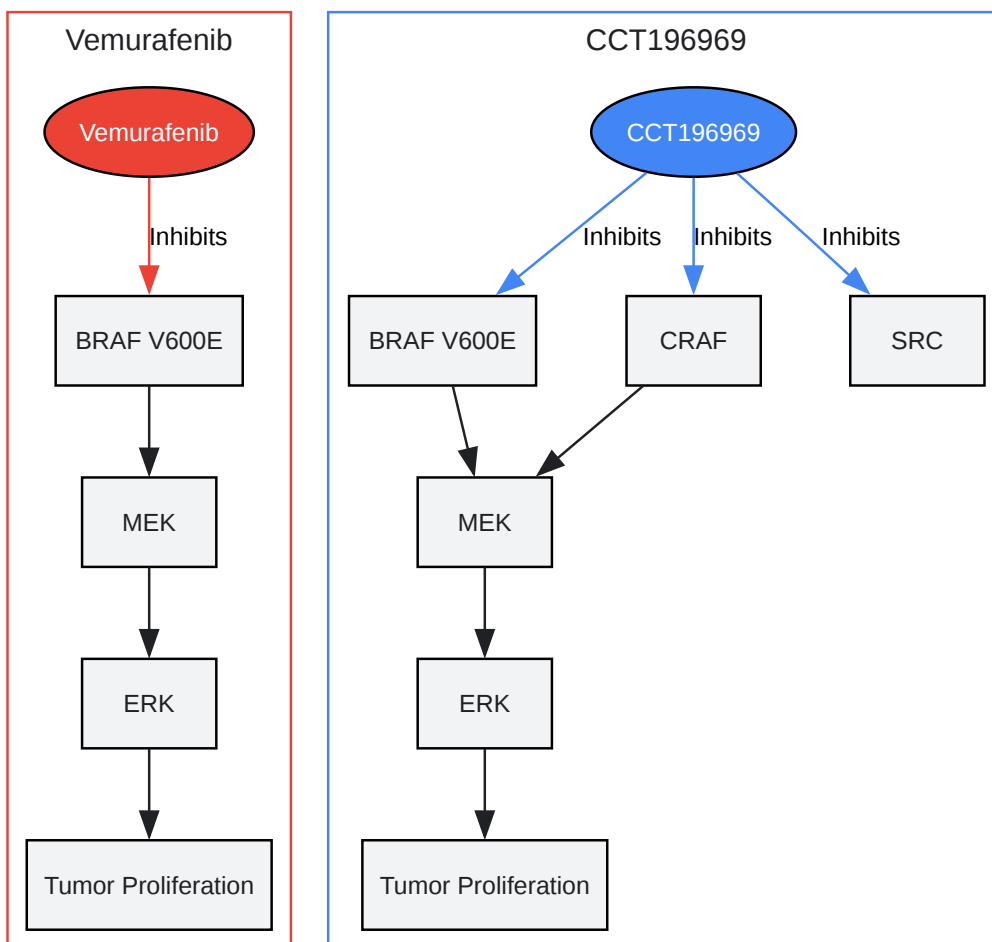 Vemurafenib
Vemurafenib
Inhibits
BRAF V600E
MEK
ERK
Tumor Proliferation
CCT196969
CCT196969
Inhibits
Inhibits
Inhibits
BRAF V600E
CRAF
SRC
MEK
ERK
Tumor Proliferation